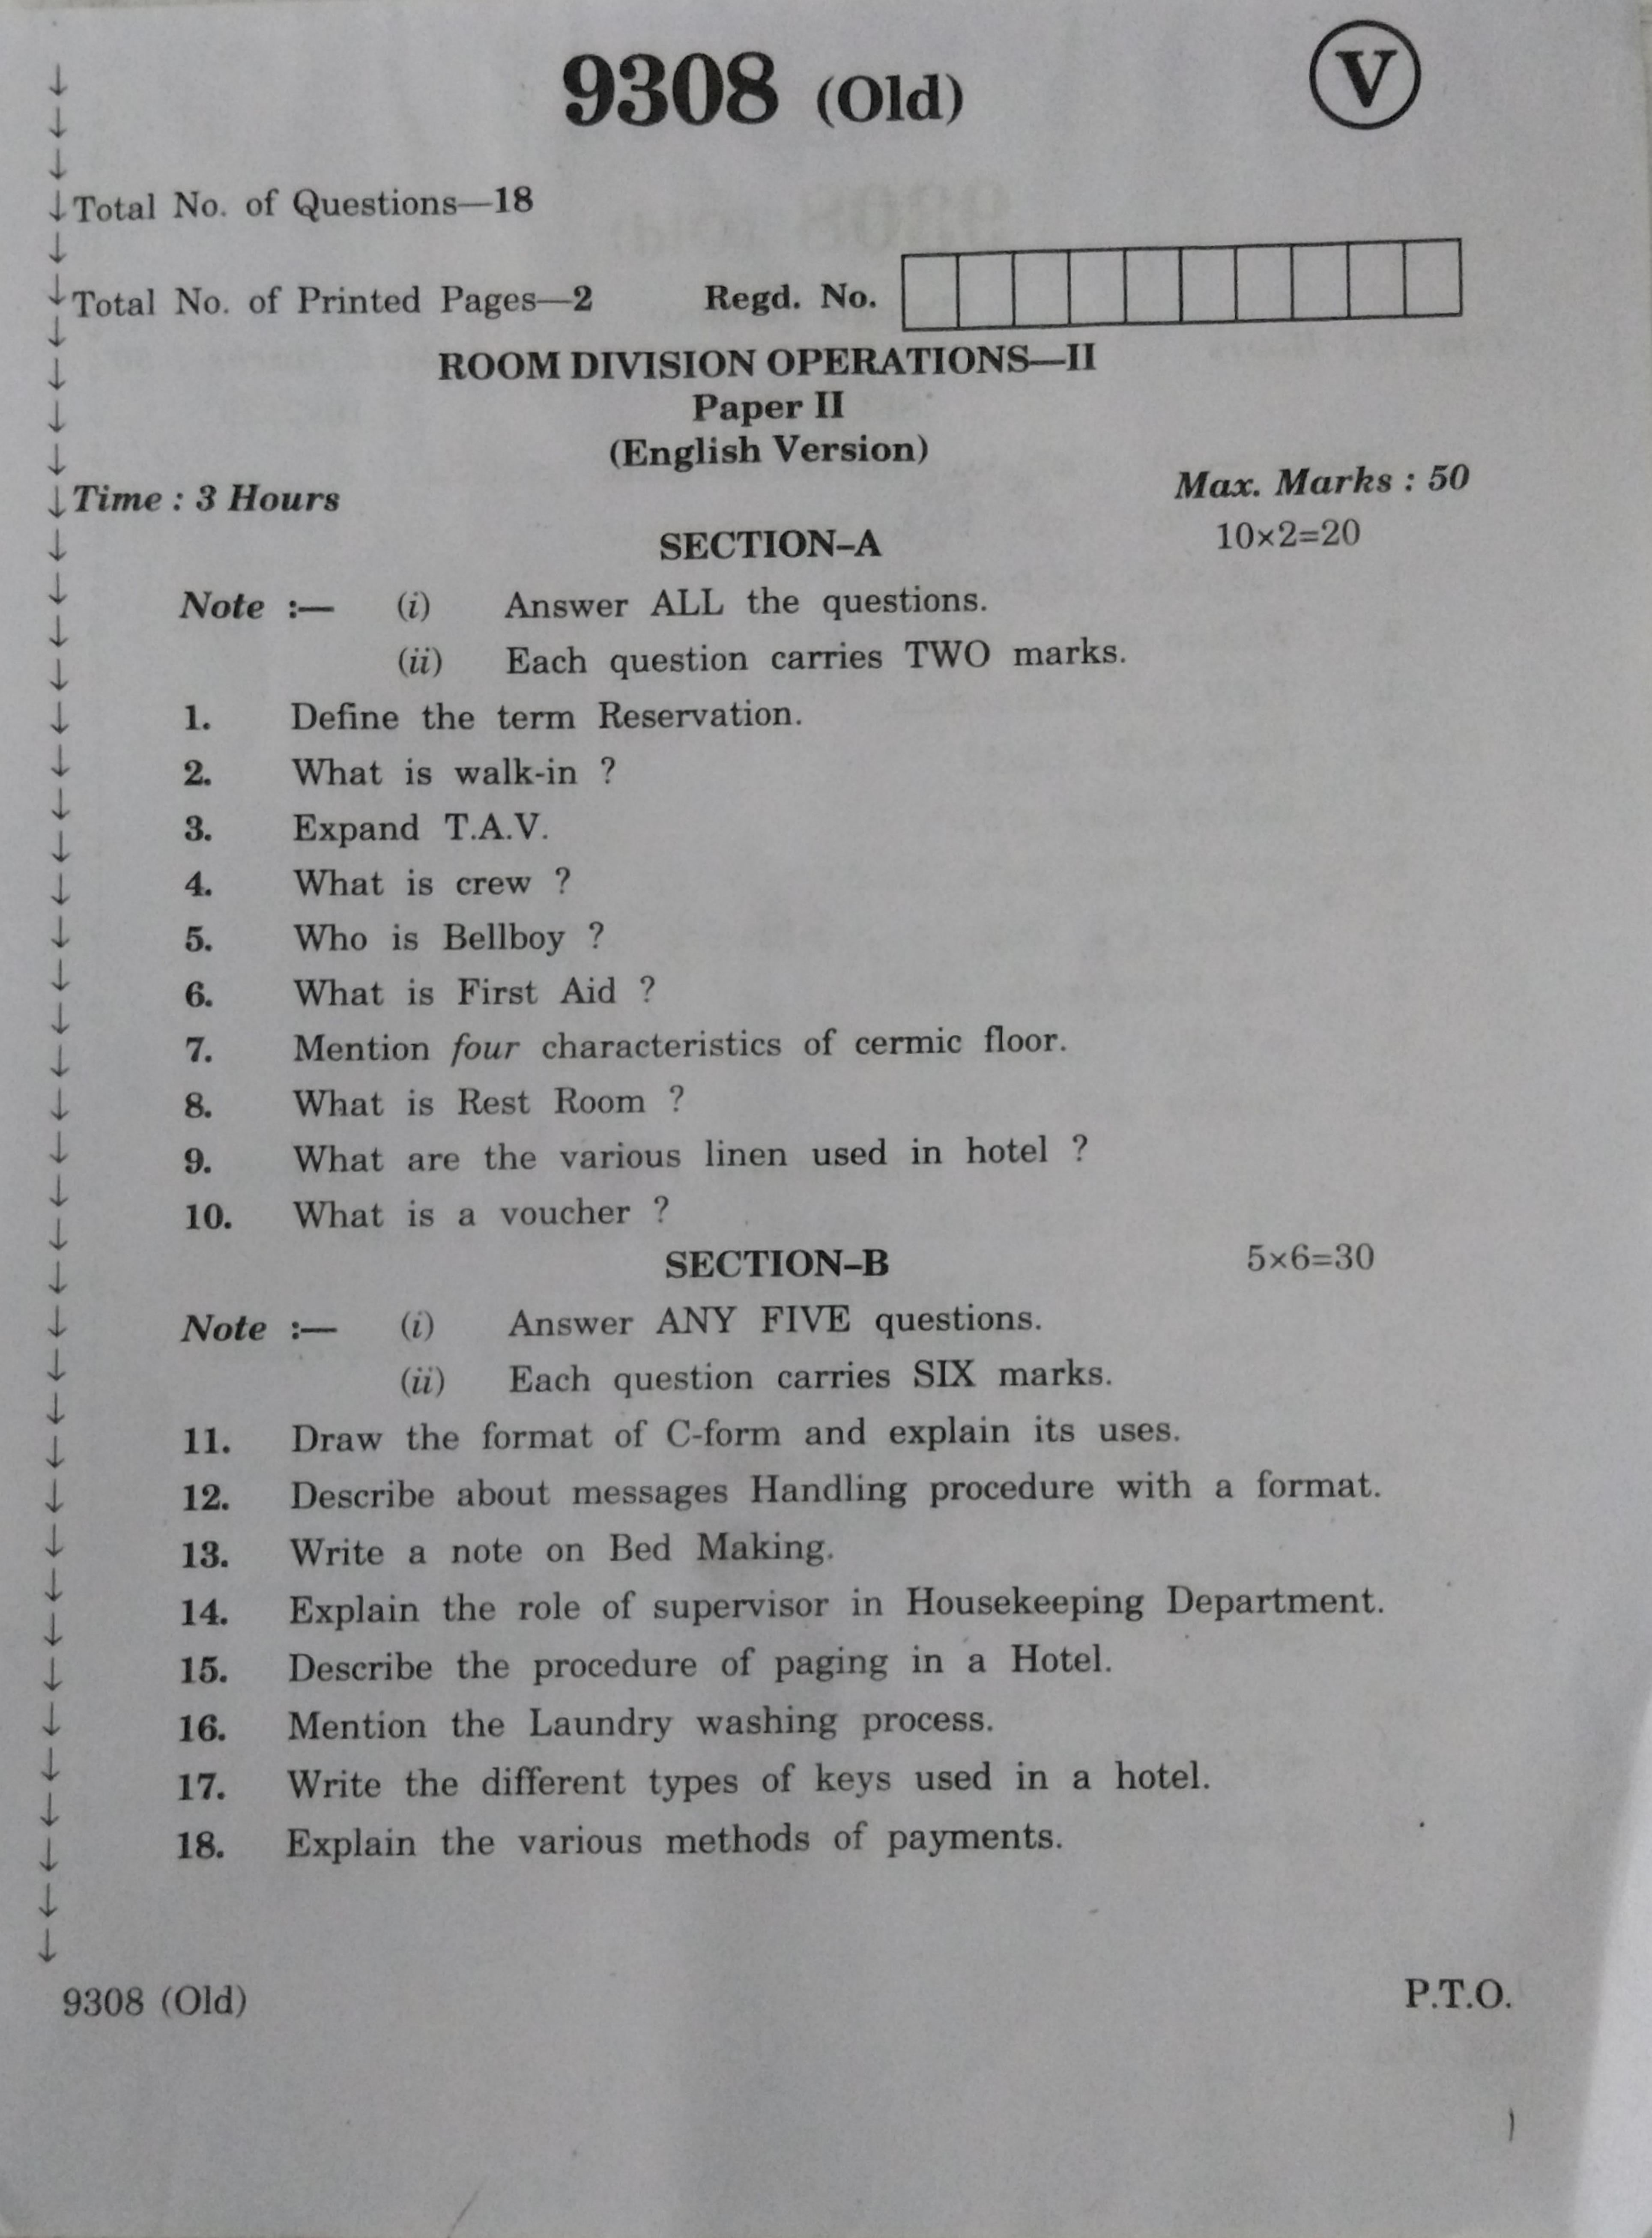 9308 (Old)
V
Total No. of Questions—18
Total No. of Printed Pages—2 Regd. No.
ROOM DIVISION OPERATIONS—II
Paper II
(English Version)
Time : 3 Hours Max. Marks : 50
SECTION–A 10×2=20
Note :— (i) Answer ALL the questions.
(ii) Each question carries TWO marks.
1. Define the term Reservation.
2. What is walk-in ?
3. Expand T.A.V.
4. What is crew ?
5. Who is Bellboy ?
6. What is First Aid ?
7. Mention four characteristics of cermic floor.
8. What is Rest Room ?
9. What are the various linen used in hotel ?
10. What is a voucher ?
SECTION–B 5×6=30
Note :— (i) Answer ANY FIVE questions.
(ii) Each question carries SIX marks.
11. Draw the format of C-form and explain its uses.
12. Describe about messages Handling procedure with a format.
13. Write a note on Bed Making.
14. Explain the role of supervisor in Housekeeping Department.
15. Describe the procedure of paging in a Hotel.
16. Mention the Laundry washing process.
17. Write the different types of keys used in a hotel.
18. Explain the various methods of payments.
9308 (Old) P.T.O.